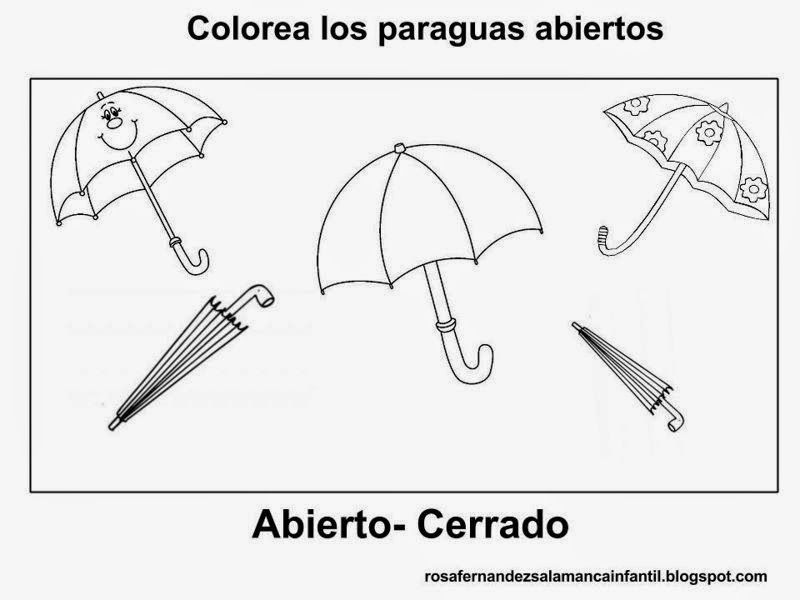 Colorea los paraguas abiertos
Abierto- Cerrado
rosafernandezsalamancainfantil.blogspot.com